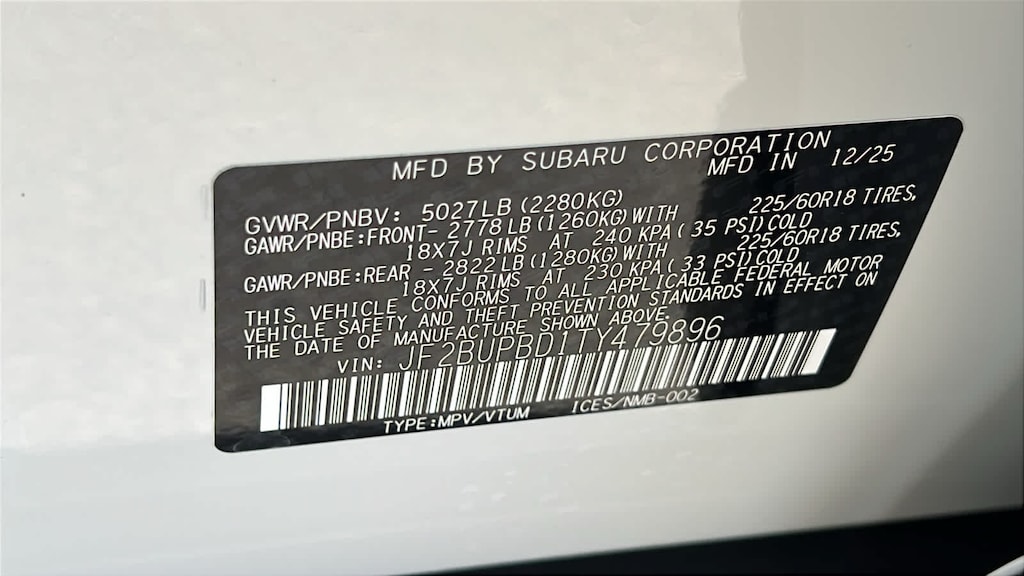 MFD BY SUBARU CORPORATION
MFD IN 12/25
GVWR/PNBV: 5027LB (2280KG)
GAWR/PNBE:FRONT- 2778 LB (1260KG) WITH 225/60R18 TIRES,
18X7J RIMS AT 240 KPA ( 35 PSI) COLD
GAWR/PNBE:REAR - 2822 LB (1280KG) WITH 225/60R18 TIRES,
18X7J RIMS AT 230 KPA ( 33 PSI) COLD
THIS VEHICLE CONFORMS TO ALL APPLICABLE FEDERAL MOTOR
VEHICLE SAFETY AND THEFT PREVENTION STANDARDS IN EFFECT ON
THE DATE OF MANUFACTURE SHOWN ABOVE.
VIN: JF2BUPBD1TY479896
TYPE:MPV/VTUM ICES/NMB-002